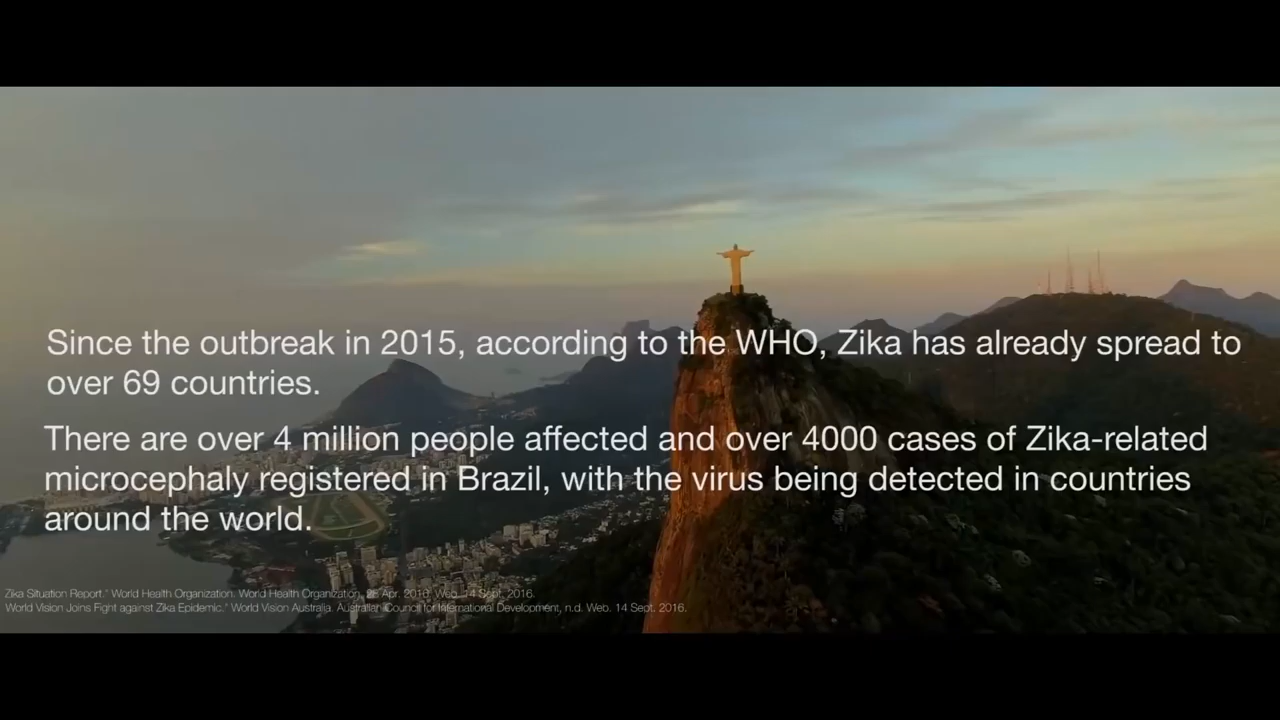 Since the outbreak in 2015, according to the WHO, Zika has already spread to
over 69 countries.
There are over 4 million people affected and over 4000 cases of Zika-related
microcephaly registered in Brazil, with the virus being detected in countries
around the world.
Zika Situation Report." World Health Organization. World Health Organization, 28 Apr. 2016. Web. 14 Sept. 2016.
World Vision Joins Fight against Zika Epidemic." World Vision Australia. Australian Council for International Development, n.d. Web. 14 Sept. 2016.